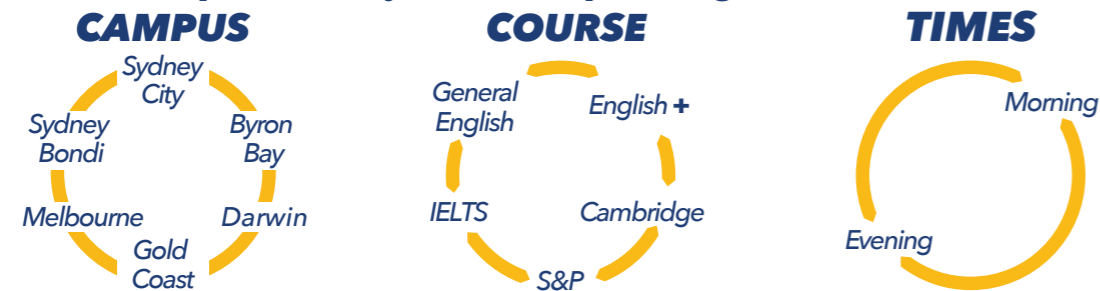 CAMPUS
Sydney
City
Byron
Bay
Darwin
Gold
Coast
Melbourne
Sydney
Bondi
COURSE
General
English
English +
Cambridge
S&P
IELTS
TIMES
Morning
Evening